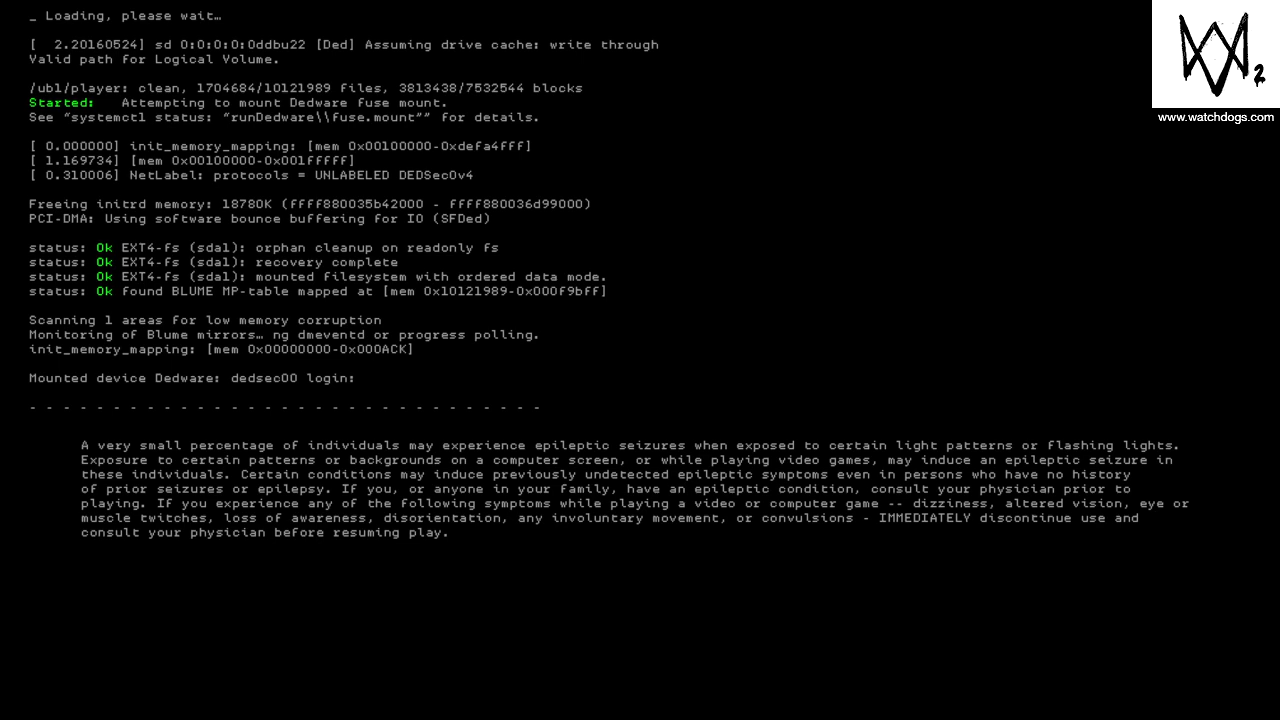 _ Loading, please wait…
[  2.20160524] sd 0:0:0:0:0ddbu22 [Ded] Assuming drive cache: write through
Valid path for Logical Volume.
/ubl/player: clean, 1704684/10121989 files, 3813438/7532544 blocks
Started:   Attempting to mount Dedware fuse mount.
See “systemctl status: “runDedware\\fuse.mount”” for details.
[ 0.000000] init_memory_mapping: [mem 0x00100000-0xdefa4fff]
[ 1.169734] [mem 0x00100000-0x001fffff]
[ 0.310006] NetLabel: protocols = UNLABELED DEDSec0v4
Freeing initrd memory: 18780K (ffff880035b42000 - ffff880036d99000)
PCI-DMA: Using software bounce buffering for IO (SFDed)
status: Ok EXT4-fs (sda1): orphan cleanup on readonly fs
status: Ok EXT4-fs (sda1): recovery complete
status: Ok EXT4-fs (sda1): mounted filesystem with ordered data mode.
status: Ok found BLUME MP-table mapped at [mem 0x10121989-0x000f9bff]
Scanning 1 areas for low memory corruption
Monitoring of Blume mirrors… ng dmeventd or progress polling.
init_memory_mapping: [mem 0x00000000-0x000ACK]
Mounted device Dedware: dedsec00 login:
- - - - - - - - - - - - - - - - - - - - - - - - - - - - - - -
A very small percentage of individuals may experience epileptic seizures when exposed to certain light patterns or flashing lights.
Exposure to certain patterns or backgrounds on a computer screen, or while playing video games, may induce an epileptic seizure in
these individuals. Certain conditions may induce previously undetected epileptic symptoms even in persons who have no history
of prior seizures or epilepsy. If you, or anyone in your family, have an epileptic condition, consult your physician prior to
playing. If you experience any of the following symptoms while playing a video or computer game -- dizziness, altered vision, eye or
muscle twitches, loss of awareness, disorientation, any involuntary movement, or convulsions - IMMEDIATELY discontinue use and
consult your physician before resuming play.
2
www.watchdogs.com